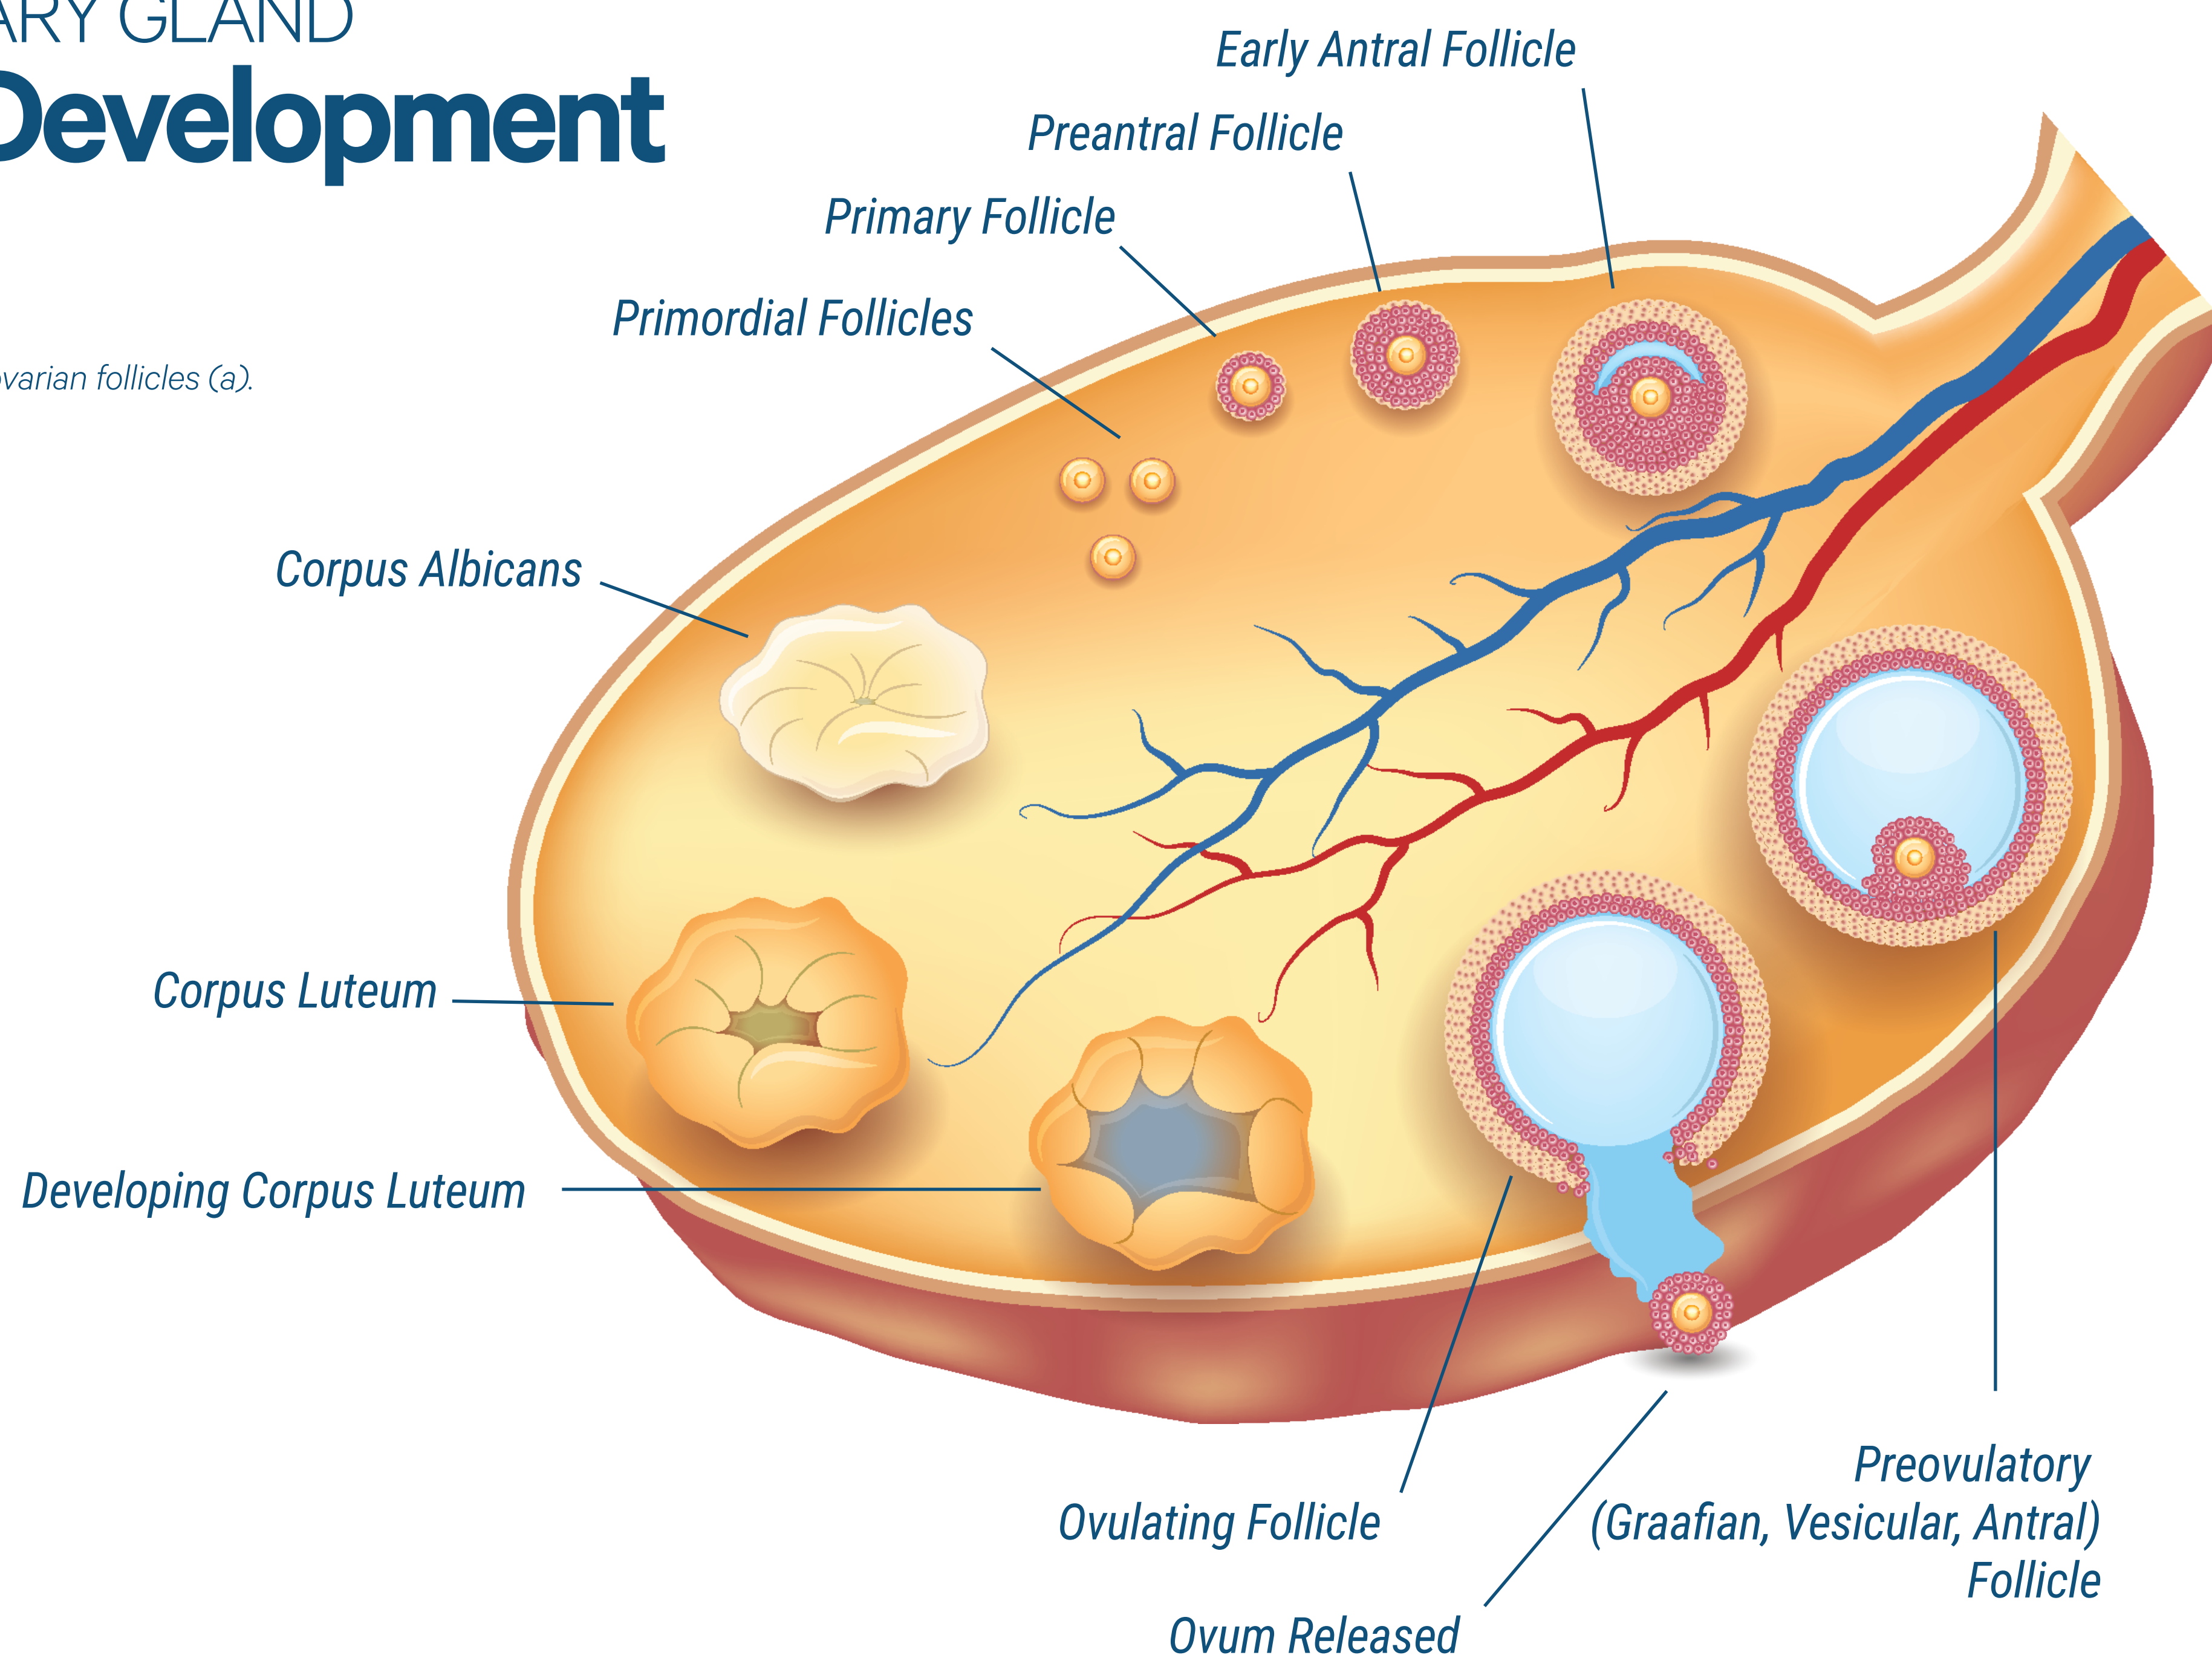 ARY GLAND
Development
ovarian follicles (a).
Early Antral Follicle
Preantral Follicle
Primary Follicle
Primordial Follicles
Corpus Albicans
Corpus Luteum
Developing Corpus Luteum
Ovulating Follicle
Ovum Released
Preovulatory
(Graafian, Vesicular, Antral)
Follicle